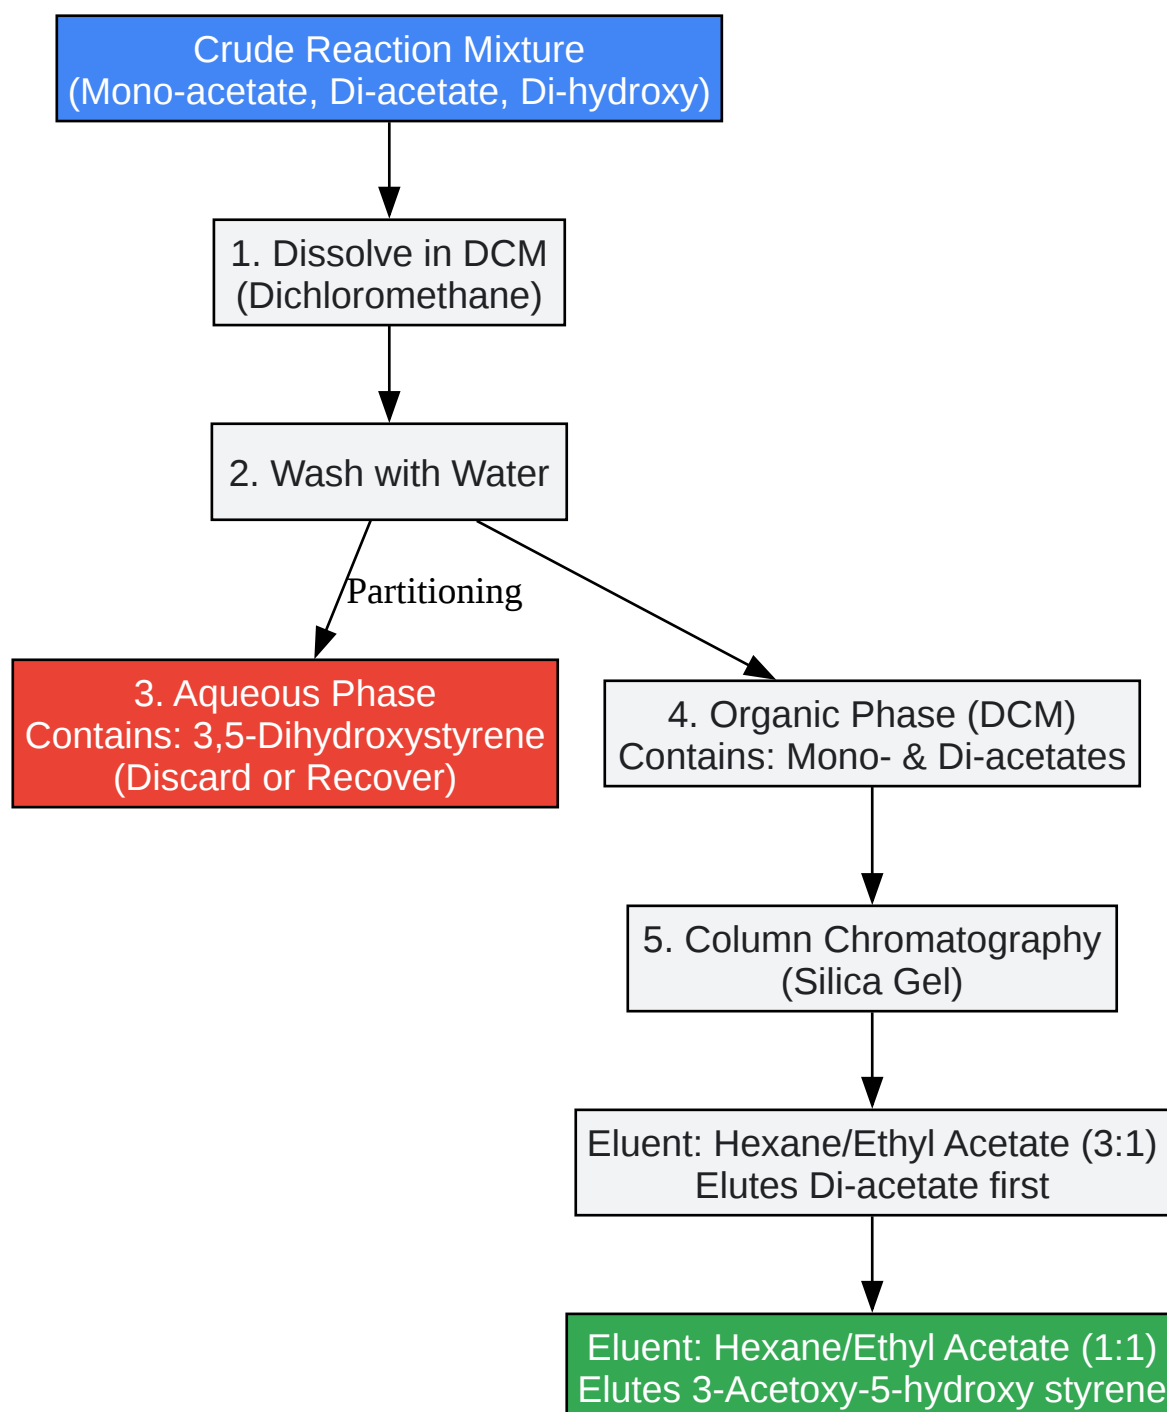 Crude Reaction Mixture
(Mono-acetate, Di-acetate, Di-hydroxy)
1. Dissolve in DCM
(Dichloromethane)
2. Wash with Water
Partitioning
3. Aqueous Phase
Contains: 3,5-Dihydroxystyrene
(Discard or Recover)
4. Organic Phase (DCM)
Contains: Mono- & Di-acetates
5. Column Chromatography
(Silica Gel)
Eluent: Hexane/Ethyl Acetate (3:1)
Elutes Di-acetate first
Eluent: Hexane/Ethyl Acetate (1:1)
Elutes 3-Acetoxy-5-hydroxy styrene